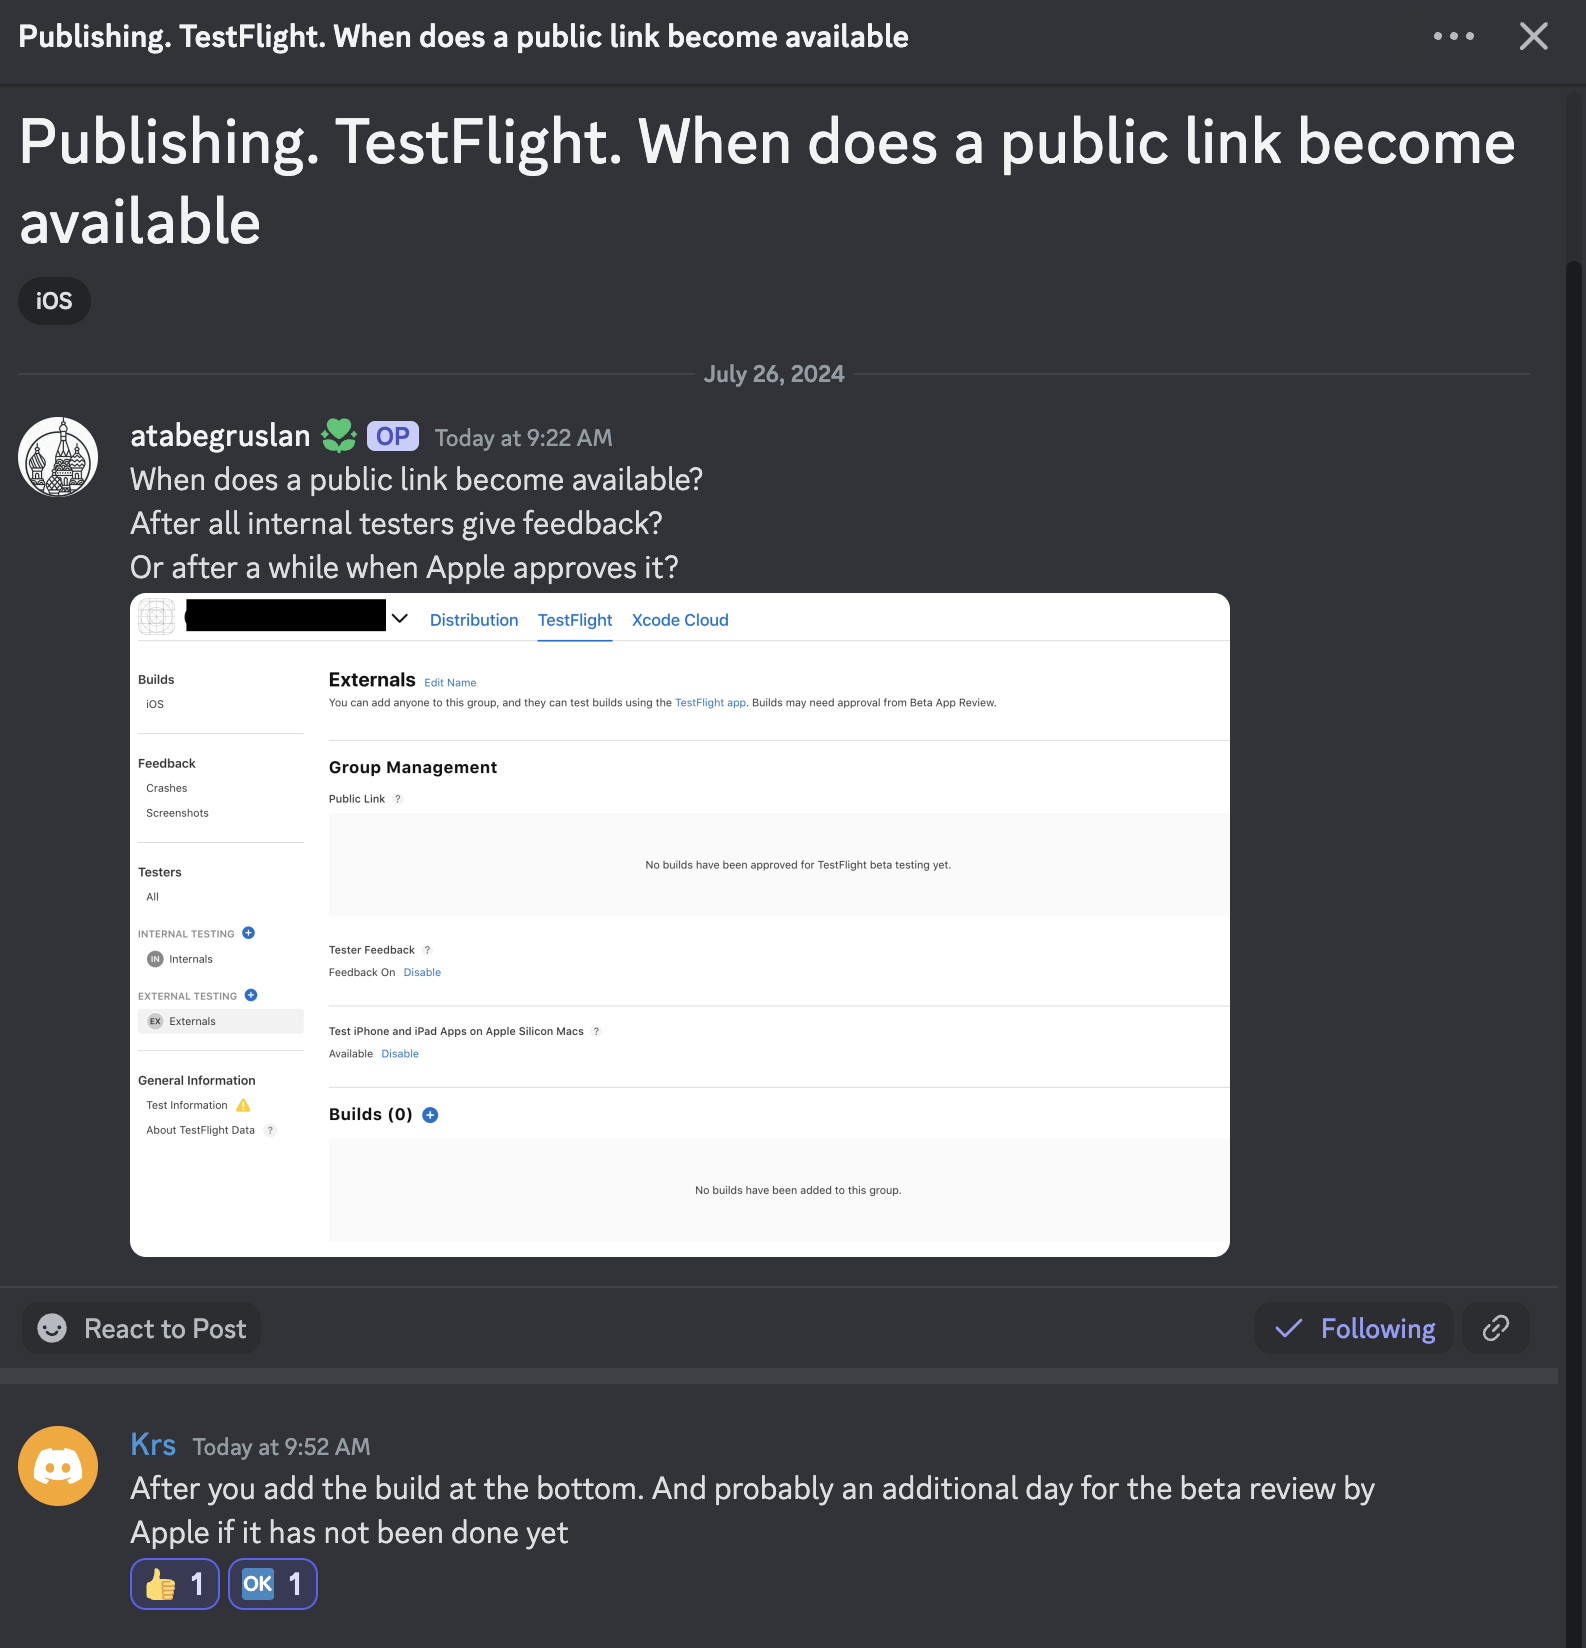 Publishing. TestFlight. When does a public link become available
Publishing. TestFlight. When does a public link become
available
iOS
July 26, 2024
atabegruslan OP Today at 9:22 AM
When does a public link become available?
After all internal testers give feedback?
Or after a while when Apple approves it?
Distribution TestFlight Xcode Cloud
Builds
iOS
Feedback
Crashes
Screenshots
Testers
All
INTERNAL TESTING
IN Internals
EXTERNAL TESTING
EX Externals
General Information
Test Information
About TestFlight Data ?
Externals Edit Name
You can add anyone to this group, and they can test builds using the TestFlight app. Builds may need approval from Beta App Review.
Group Management
Public Link ?
No builds have been approved for TestFlight beta testing yet.
Tester Feedback ?
Feedback On Disable
Test iPhone and iPad Apps on Apple Silicon Macs ?
Available Disable
Builds (0)
No builds have been added to this group.
React to Post
Following
Krs Today at 9:52 AM
After you add the build at the bottom. And probably an additional day for the beta review by
Apple if it has not been done yet
1 OK 1